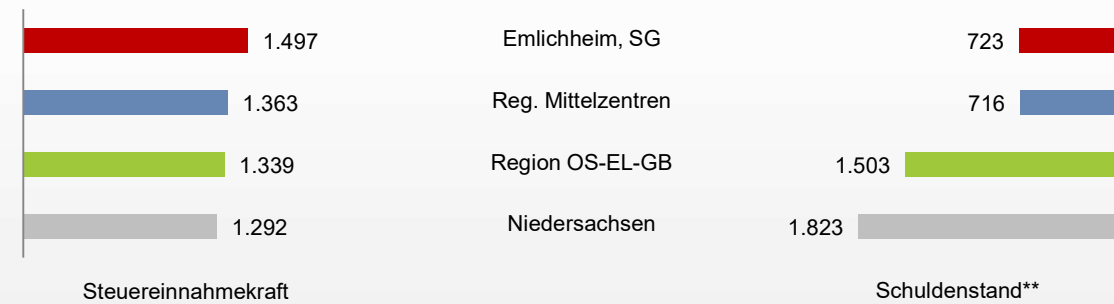 1.497 Emlichheim, SG 723
1.363 Reg. Mittelzentren 716
1.339 Region OS-EL-GB 1.503
1.292 Niedersachsen 1.823
Steuereinnahmekraft Schuldenstand**